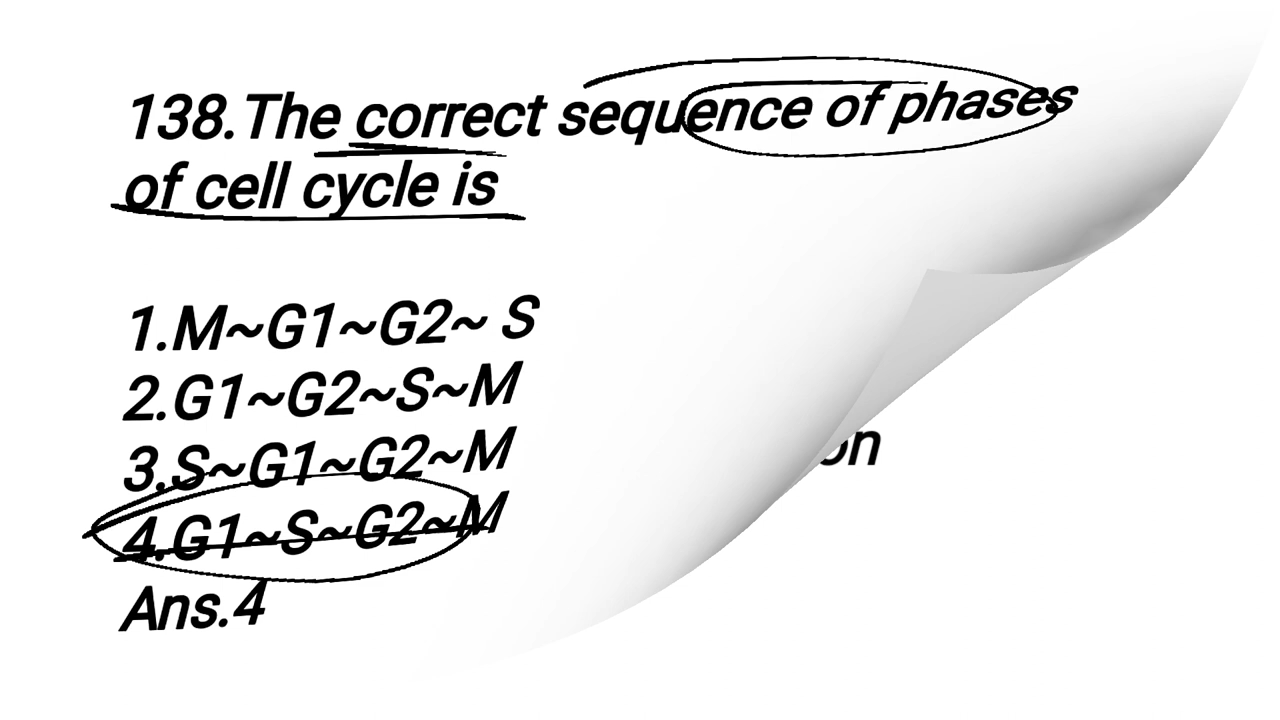 138.The correct sequence of phases
of cell cycle is
1.M~G1~G2~ S
2.G1~G2~S~M
3.S~G1~G2~M
4.G1~S~G2~M
Ans.4